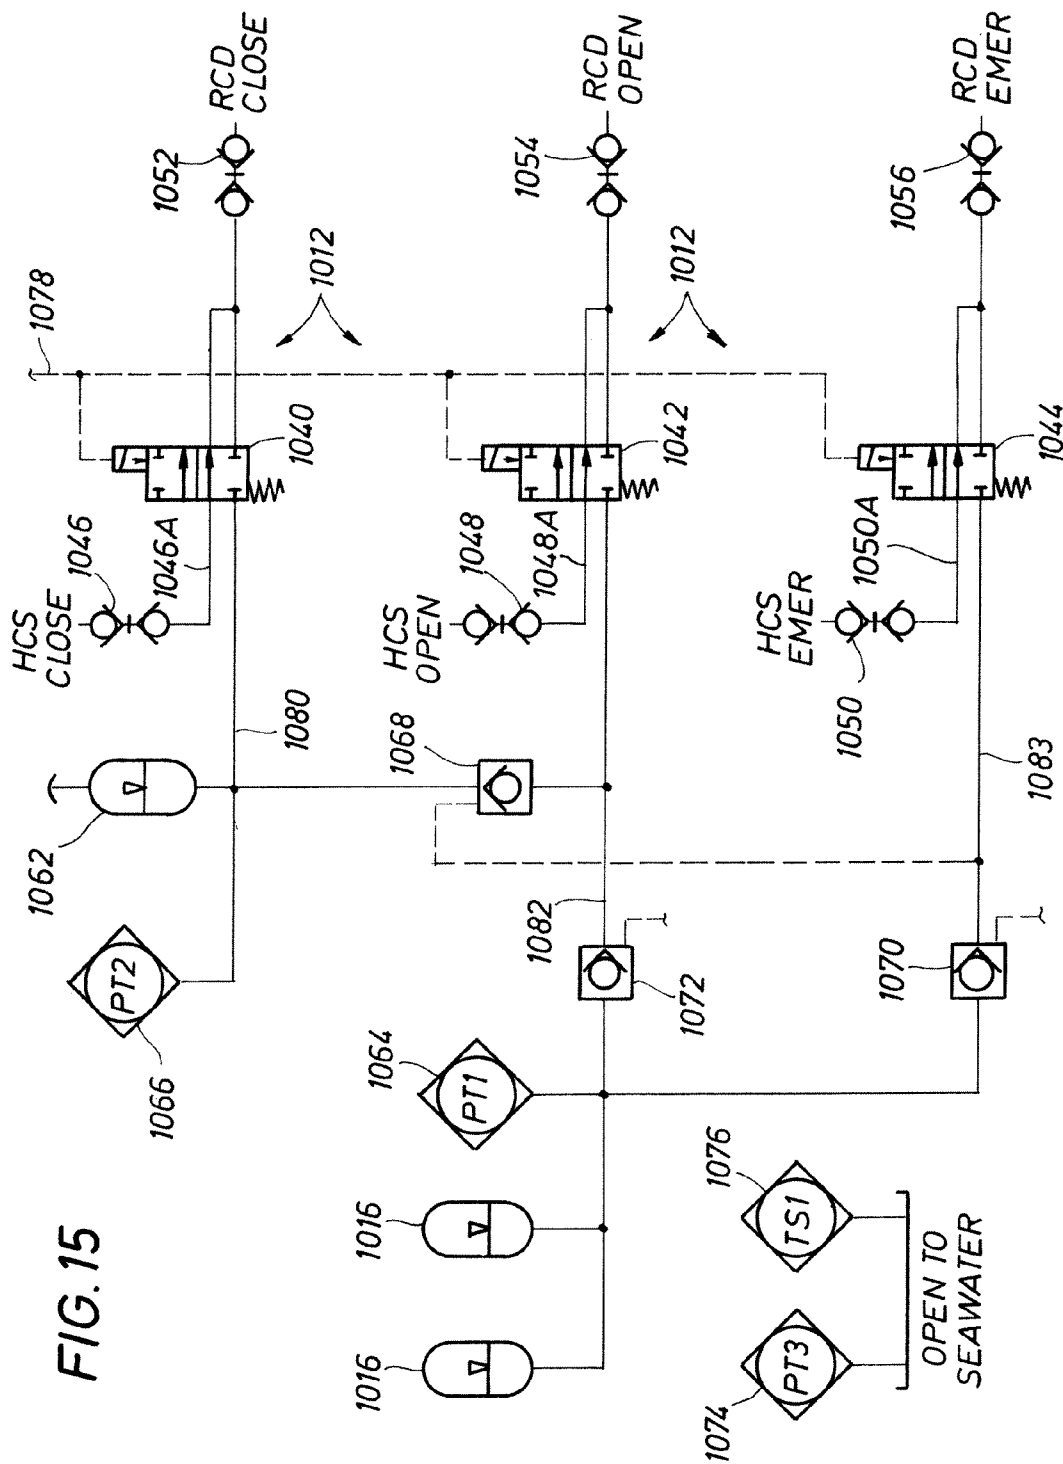 FIG. 15
1016
1016
1064
PT1
1066
PT2
1062
1074
PT3
1076
TS1
OPEN TO
SEAWATER
1072
1070
1082
1068
1080
1083
HCS
CLOSE
1046
1046A
HCS
OPEN
1048
1048A
HCS
EMER
1050
1050A
1040
1042
1044
1078
1012
1012
1052
RCD
CLOSE
1054
RCD
OPEN
1056
RCD
EMER